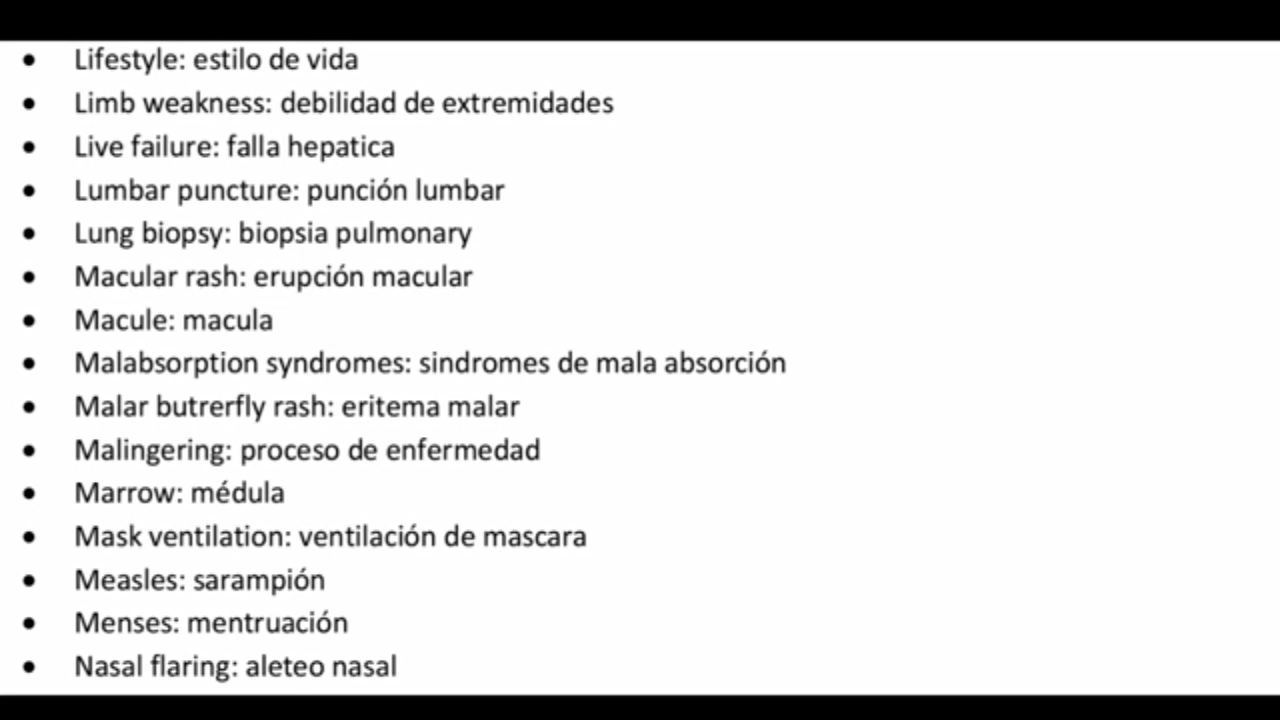 • Lifestyle: estilo de vida
• Limb weakness: debilidad de extremidades
• Live failure: falla hepatica
• Lumbar puncture: punción lumbar
• Lung biopsy: biopsia pulmonary
• Macular rash: erupción macular
• Macule: macula
• Malabsorption syndromes: sindromes de mala absorción
• Malar butrerfly rash: eritema malar
• Malingering: proceso de enfermedad
• Marrow: médula
• Mask ventilation: ventilación de mascara
• Measles: sarampión
• Menses: mentruación
• Nasal flaring: aleteo nasal